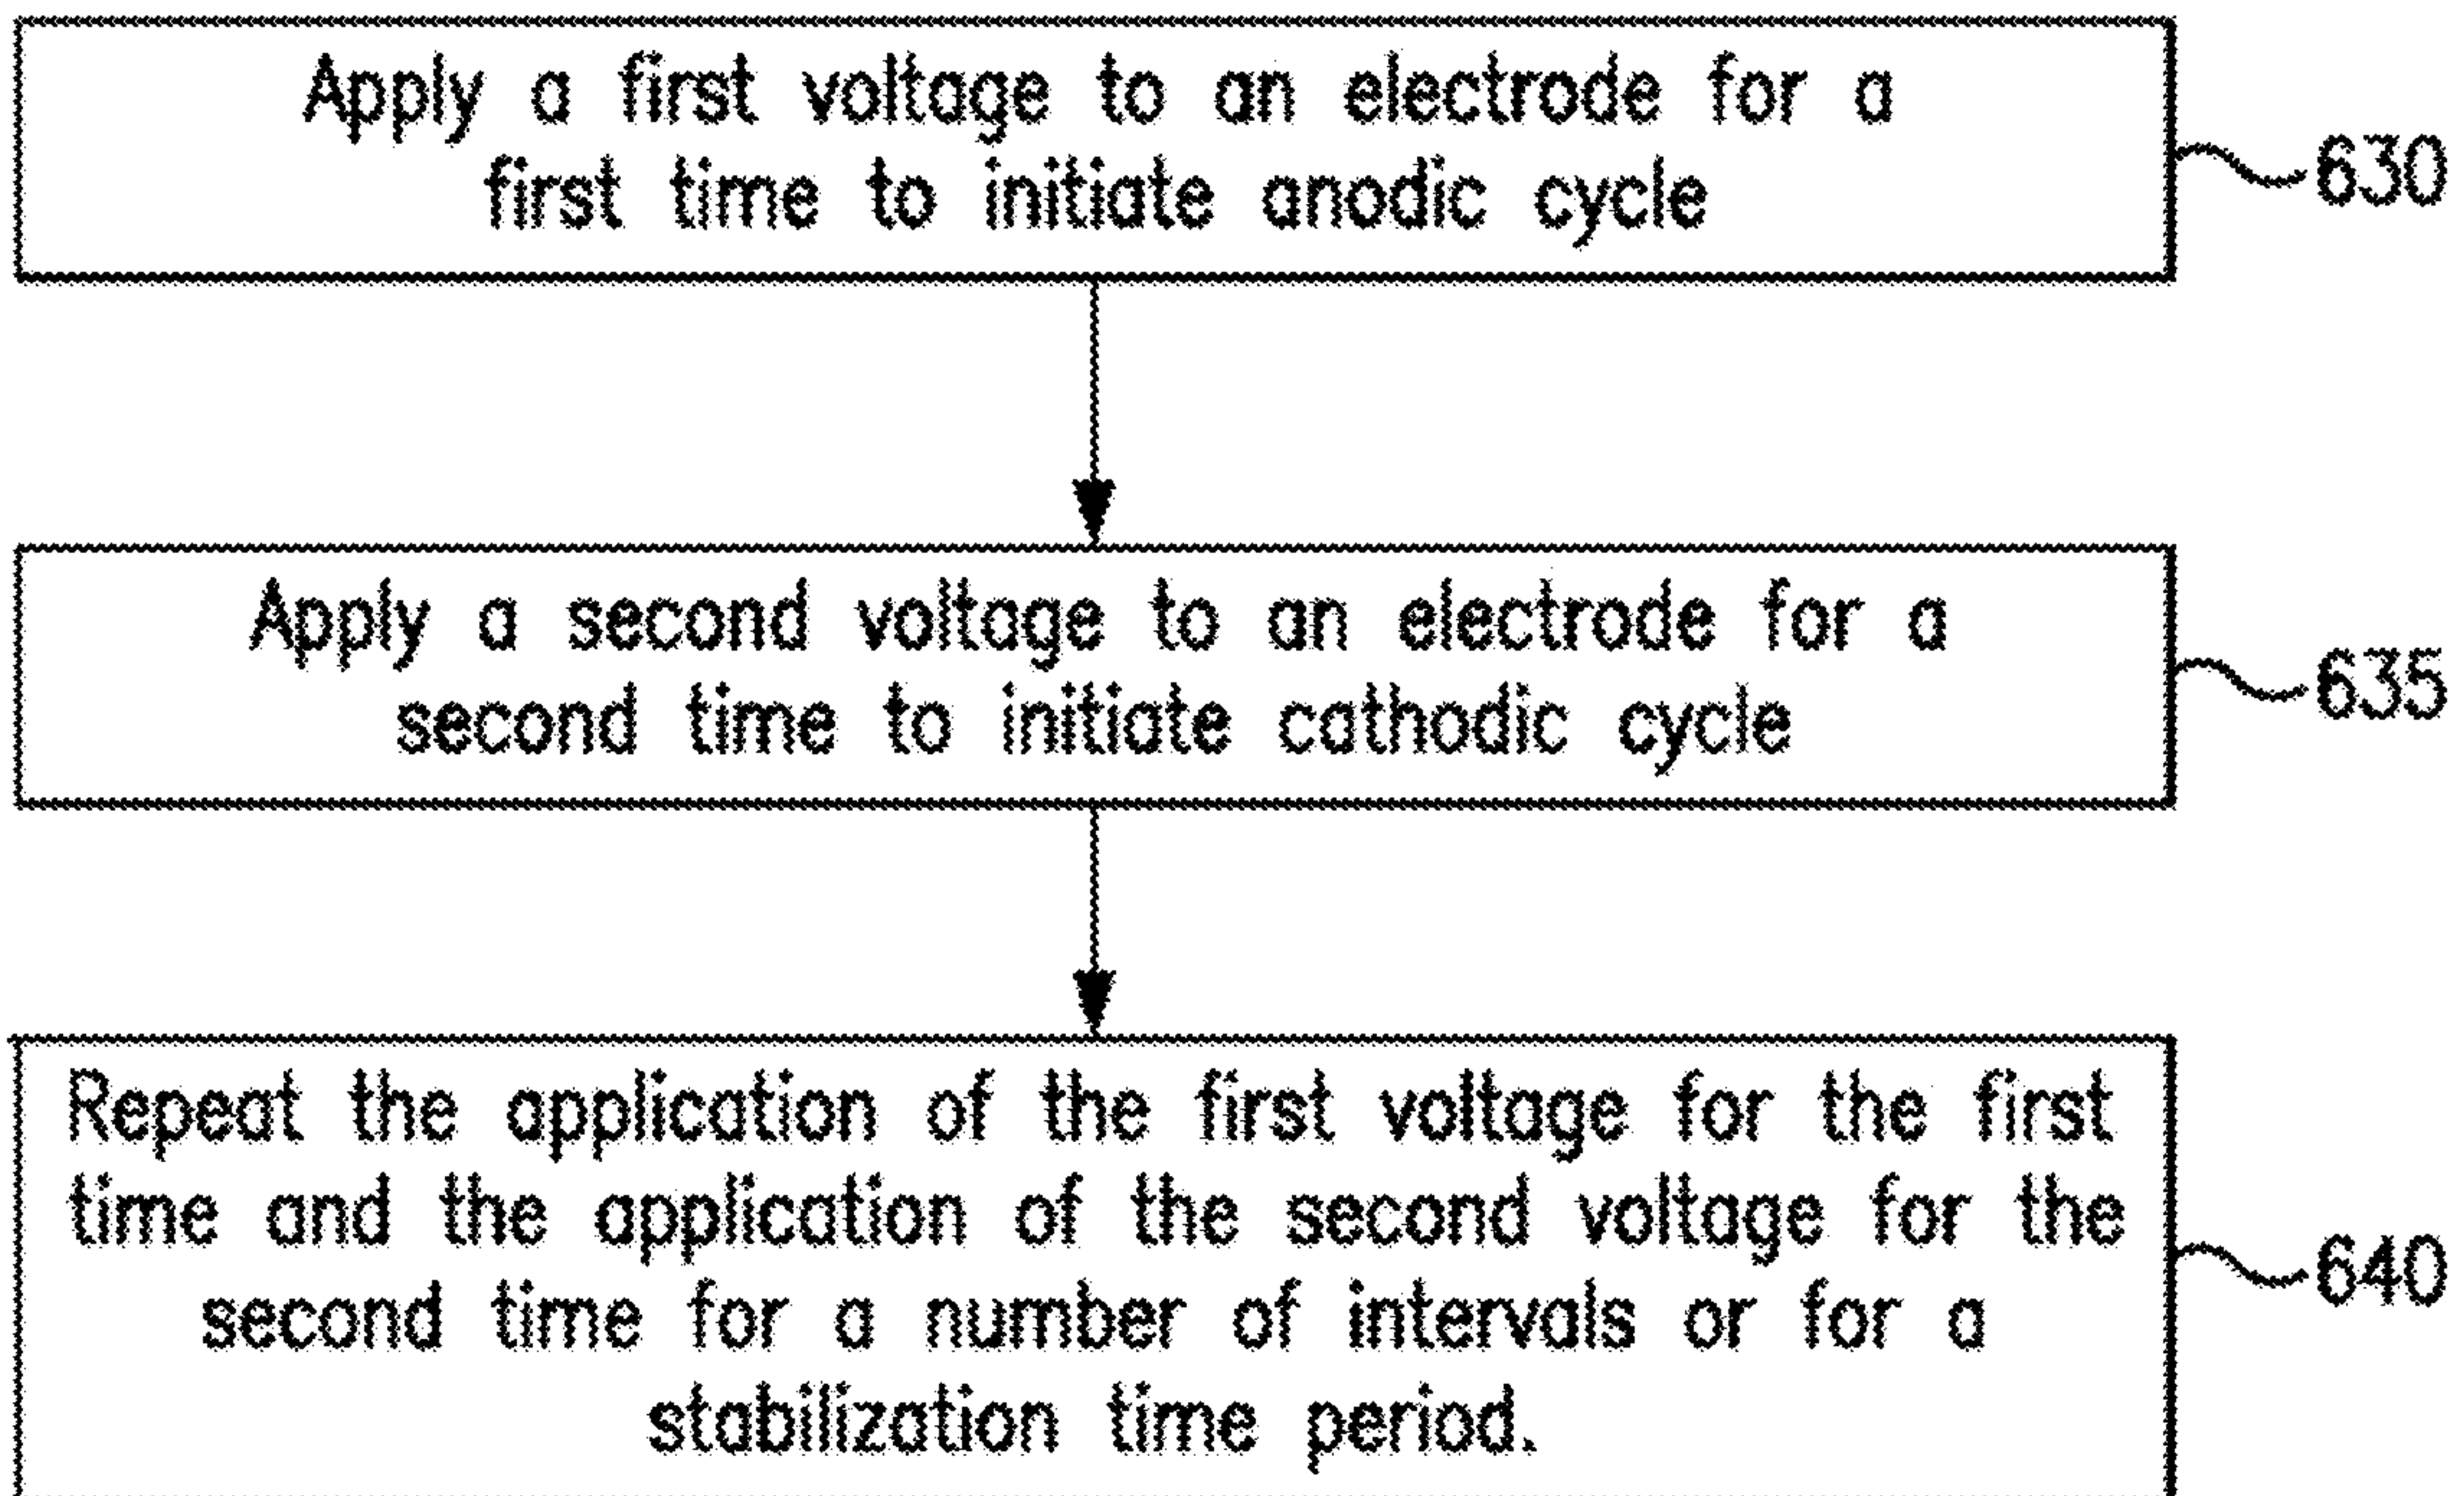 Apply a first voltage to an electrode for a
first time to initiate anodic cycle
630
Apply a second voltage to an electrode for a
second time to initiate cathodic cycle
635
Repeat the application of the first voltage for the first
time and the application of the second voltage for the
second time for a number of intervals or for a
stabilization time period.
640